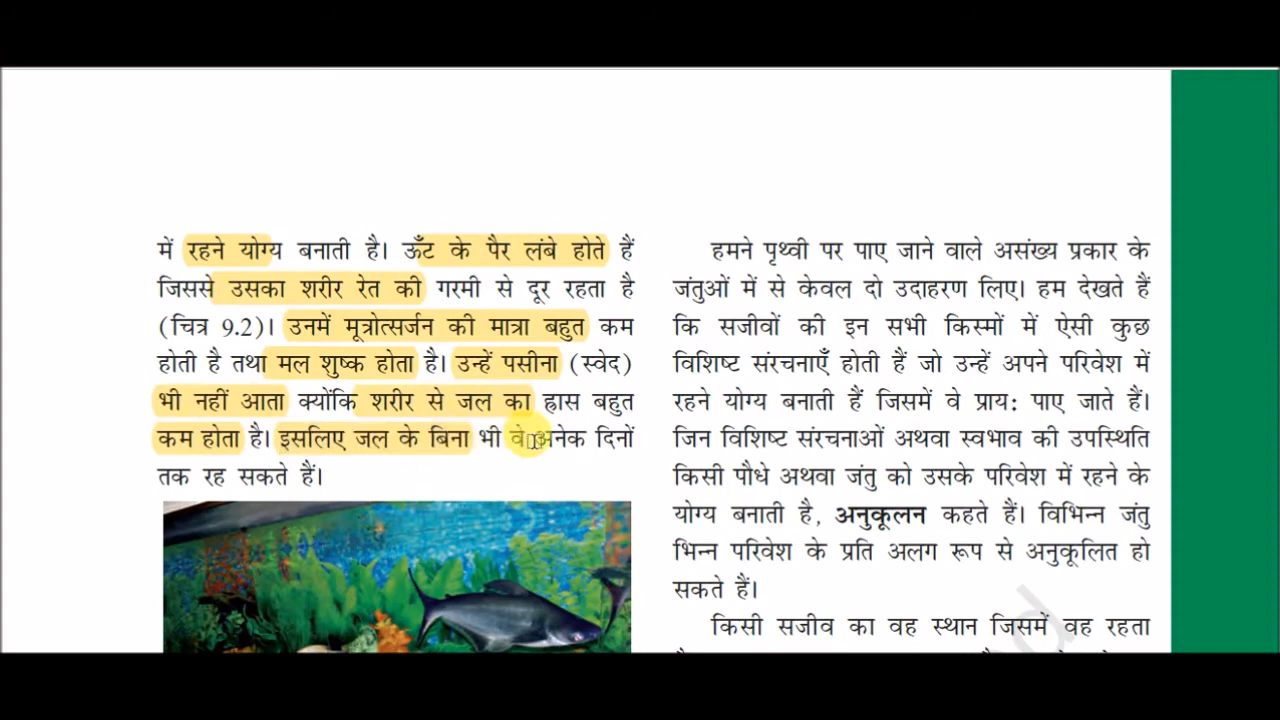 में रहने योग्य बनाती है। ऊँट के पैर लंबे होते हैं
जिससे उसका शरीर रेत की गरमी से दूर रहता है
(चित्र 9.2)। उनमें मूत्रोत्सर्जन की मात्रा बहुत कम
होती है तथा मल शुष्क होता है। उन्हें पसीना (स्वेद)
भी नहीं आता क्योंकि शरीर से जल का ह्रास बहुत
कम होता है। इसलिए जल के बिना भी वे अनेक दिनों
तक रह सकते हैं।
हमने पृथ्वी पर पाए जाने वाले असंख्य प्रकार के
जंतुओं में से केवल दो उदाहरण लिए। हम देखते हैं
कि सजीवों की इन सभी किस्मों में ऐसी कुछ
विशिष्ट संरचनाएँ होती हैं जो उन्हें अपने परिवेश में
रहने योग्य बनाती हैं जिसमें वे प्राय: पाए जाते हैं।
जिन विशिष्ट संरचनाओं अथवा स्वभाव की उपस्थिति
किसी पौधे अथवा जंतु को उसके परिवेश में रहने के
योग्य बनाती है, अनुकूलन कहते हैं। विभिन्न जंतु
भिन्न परिवेश के प्रति अलग रूप से अनुकूलित हो
सकते हैं।
किसी सजीव का वह स्थान जिसमें वह रहता